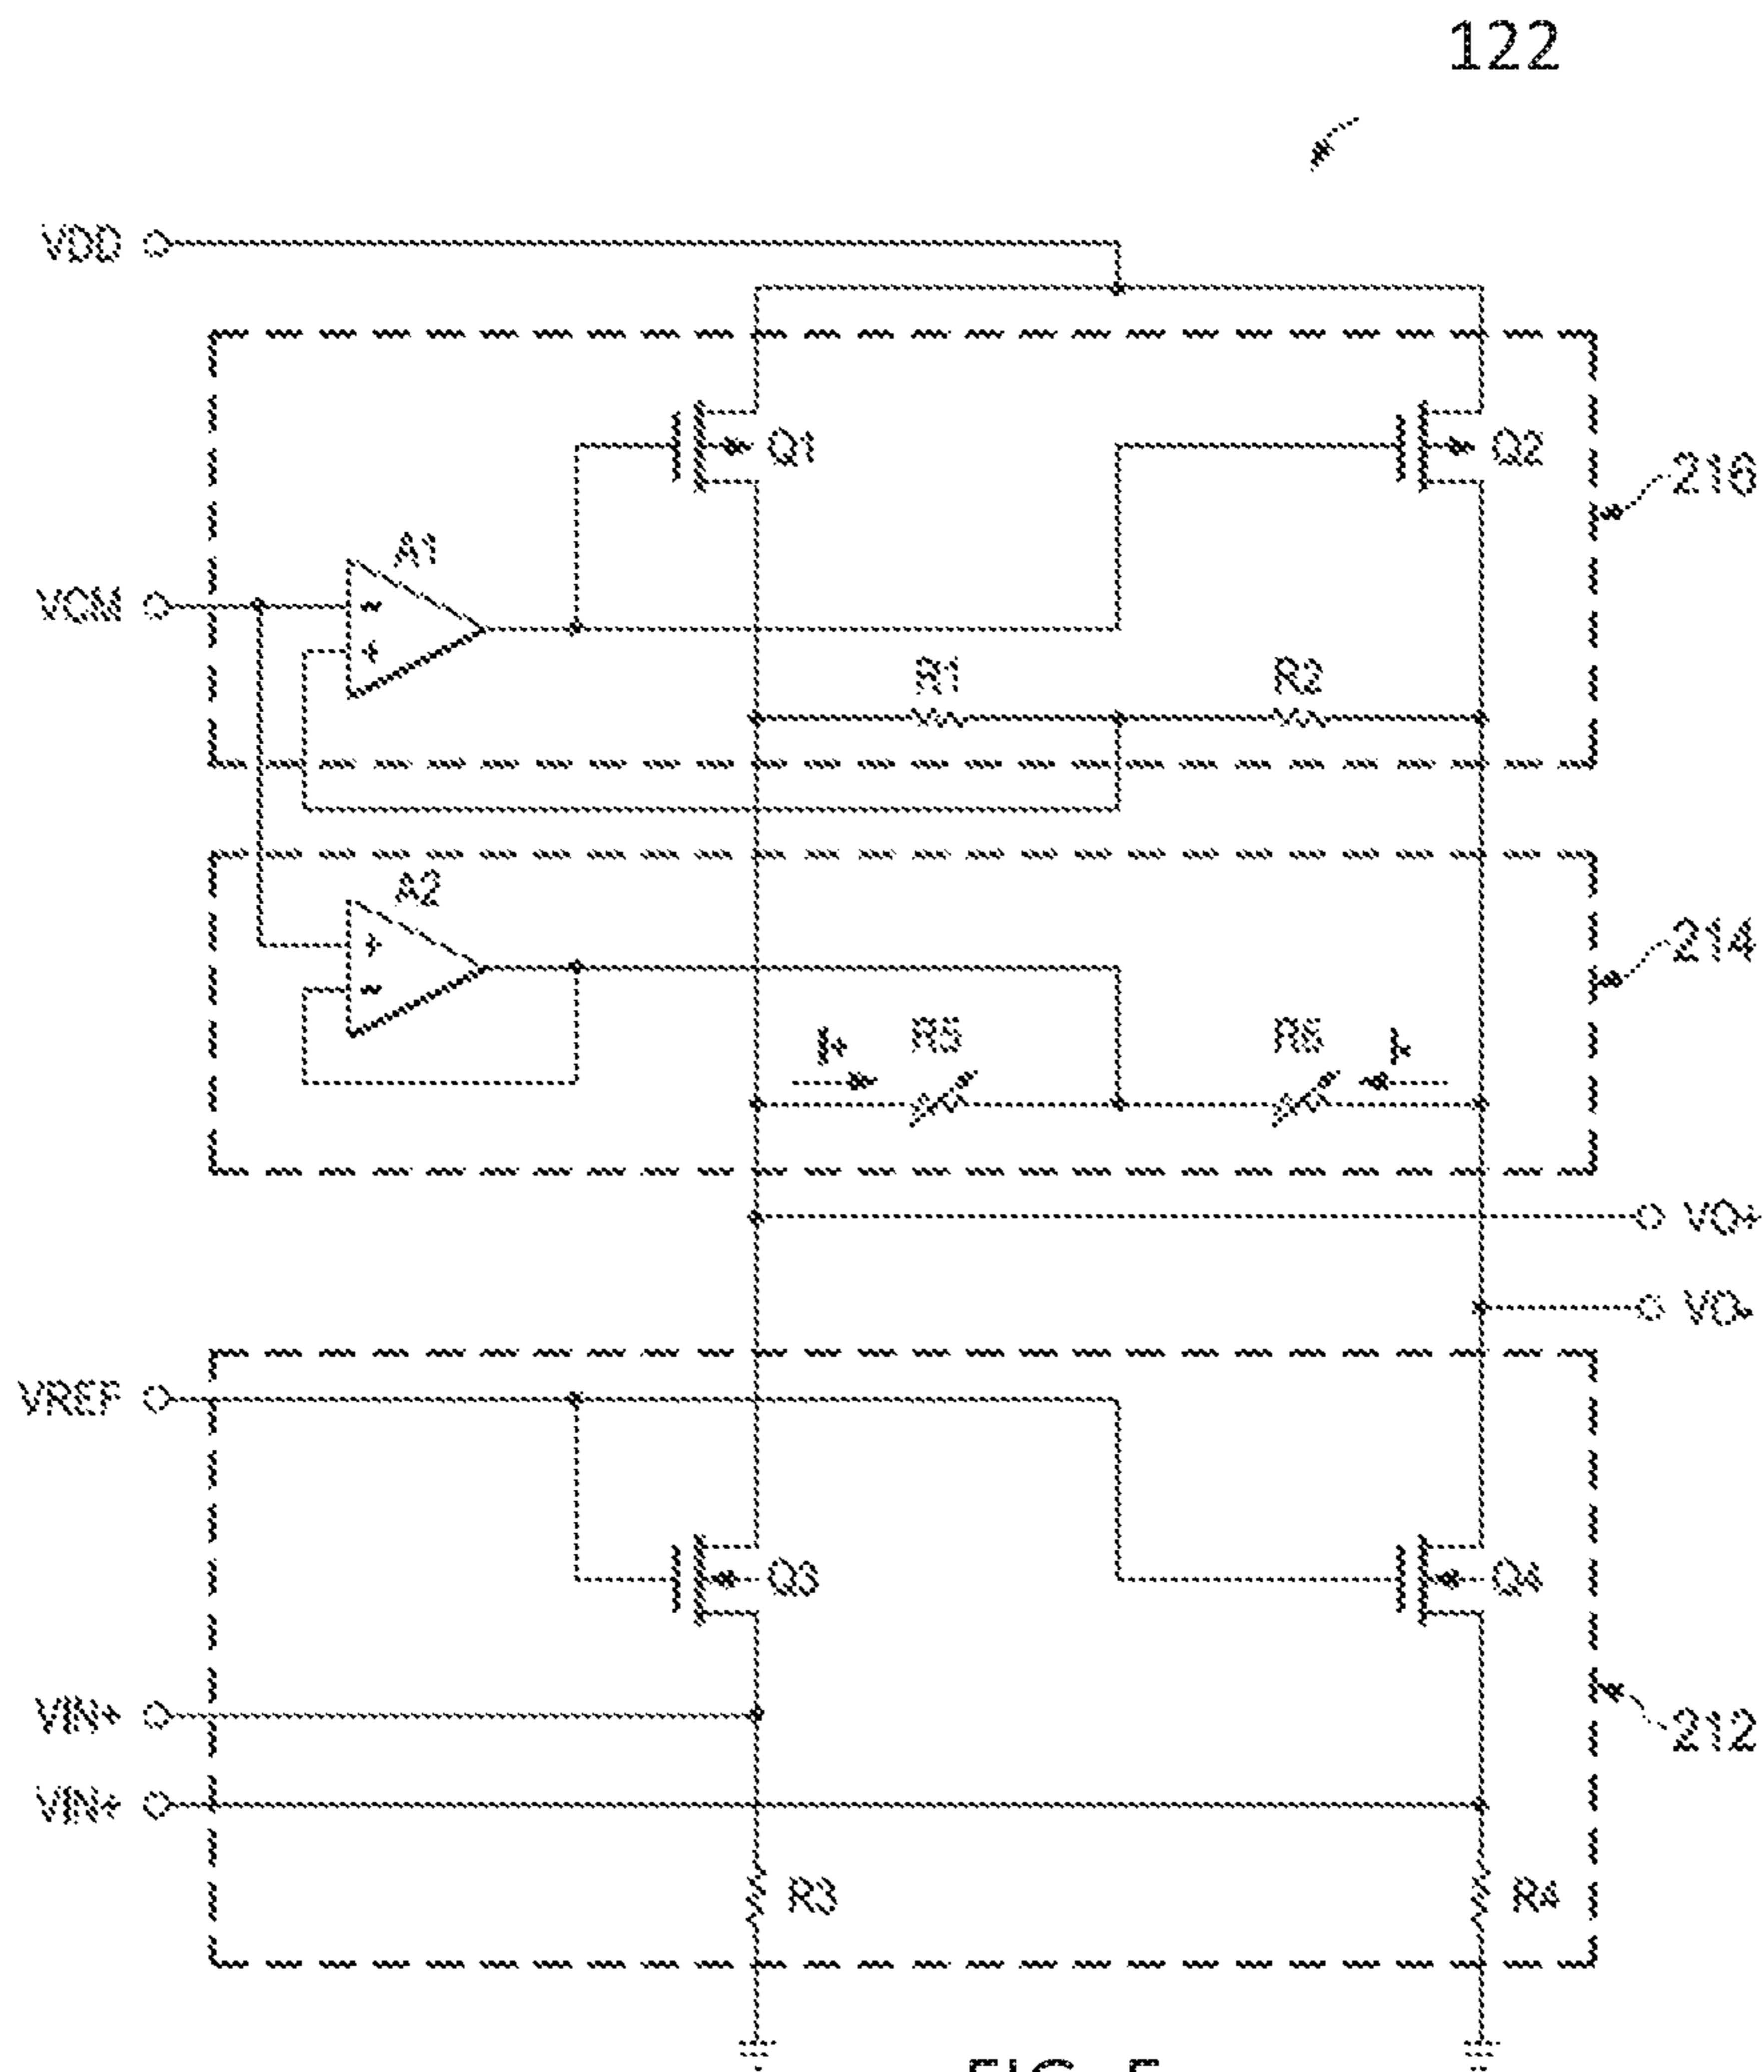 122
VDD
Q1
Q2
216
A1
VCM
-
+
R1
R2
A2
214
+
-
I+
R5
R6
I-
VO+
VO-
VREF
Q3
Q4
VIN+
212
VIN+
R3
R4